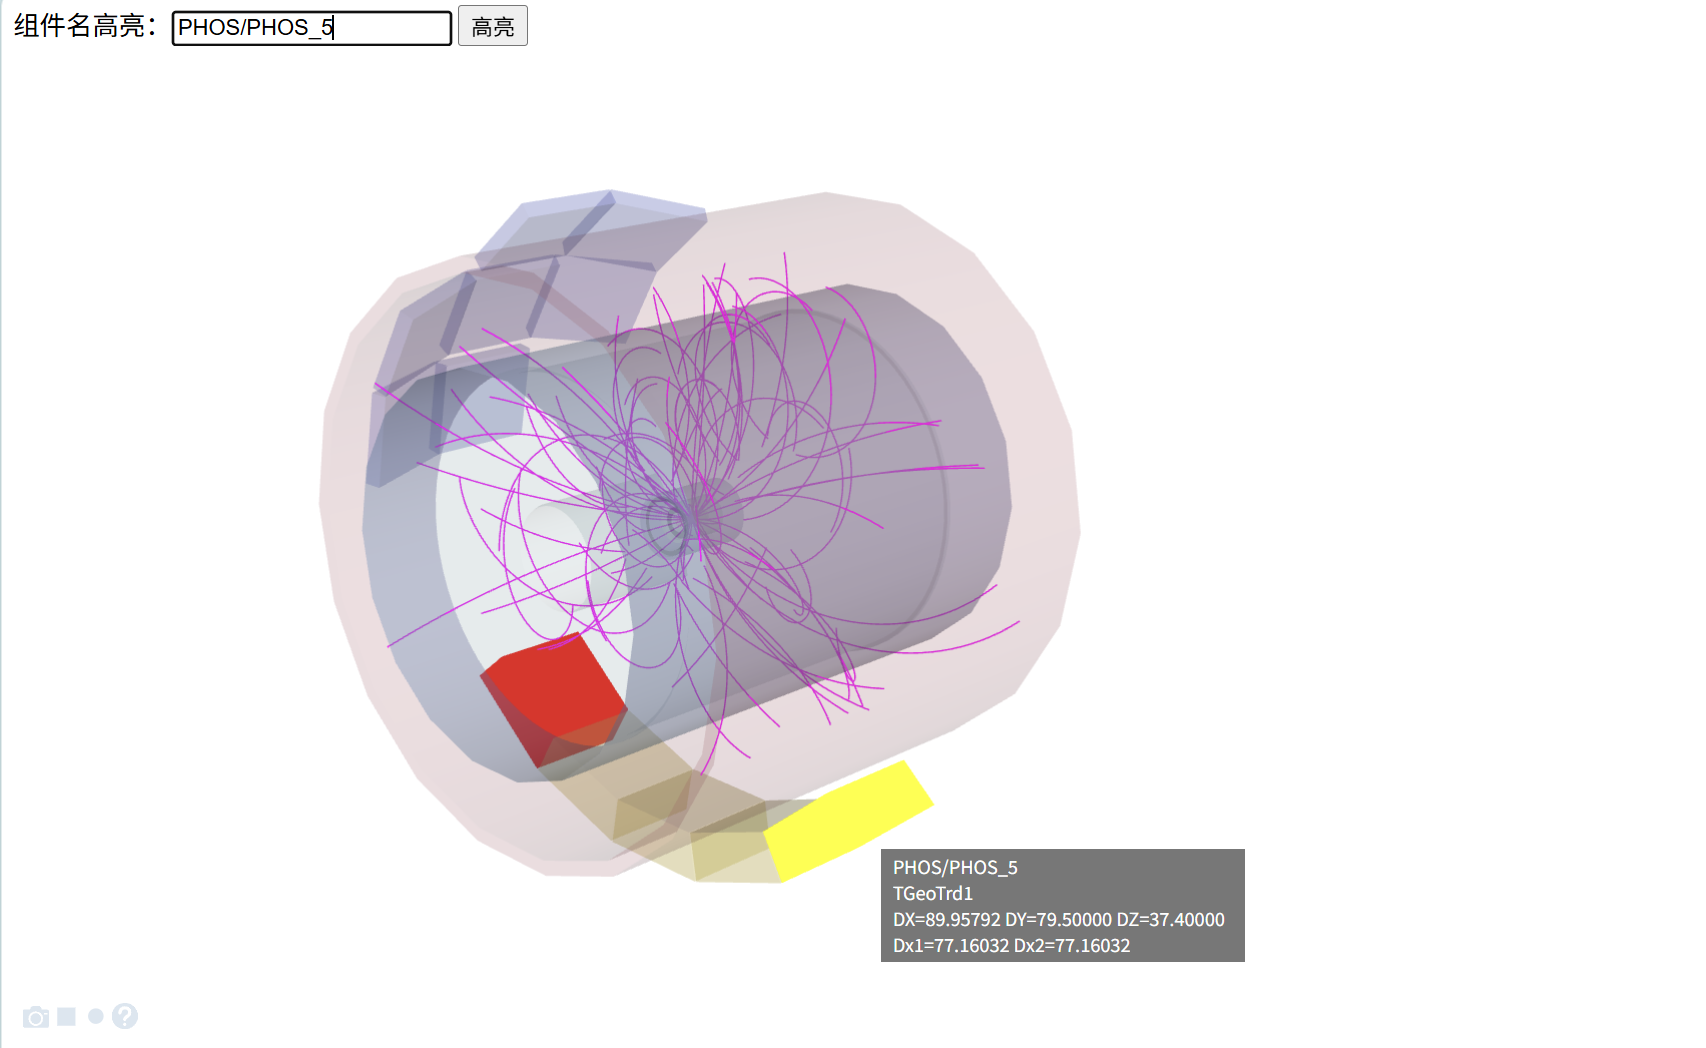 组件名高亮： PHOS/PHOS_5 高亮
PHOS/PHOS_5
TGeoTrd1
DX=89.95792 DY=79.50000 DZ=37.40000
Dx1=77.16032 Dx2=77.16032
?